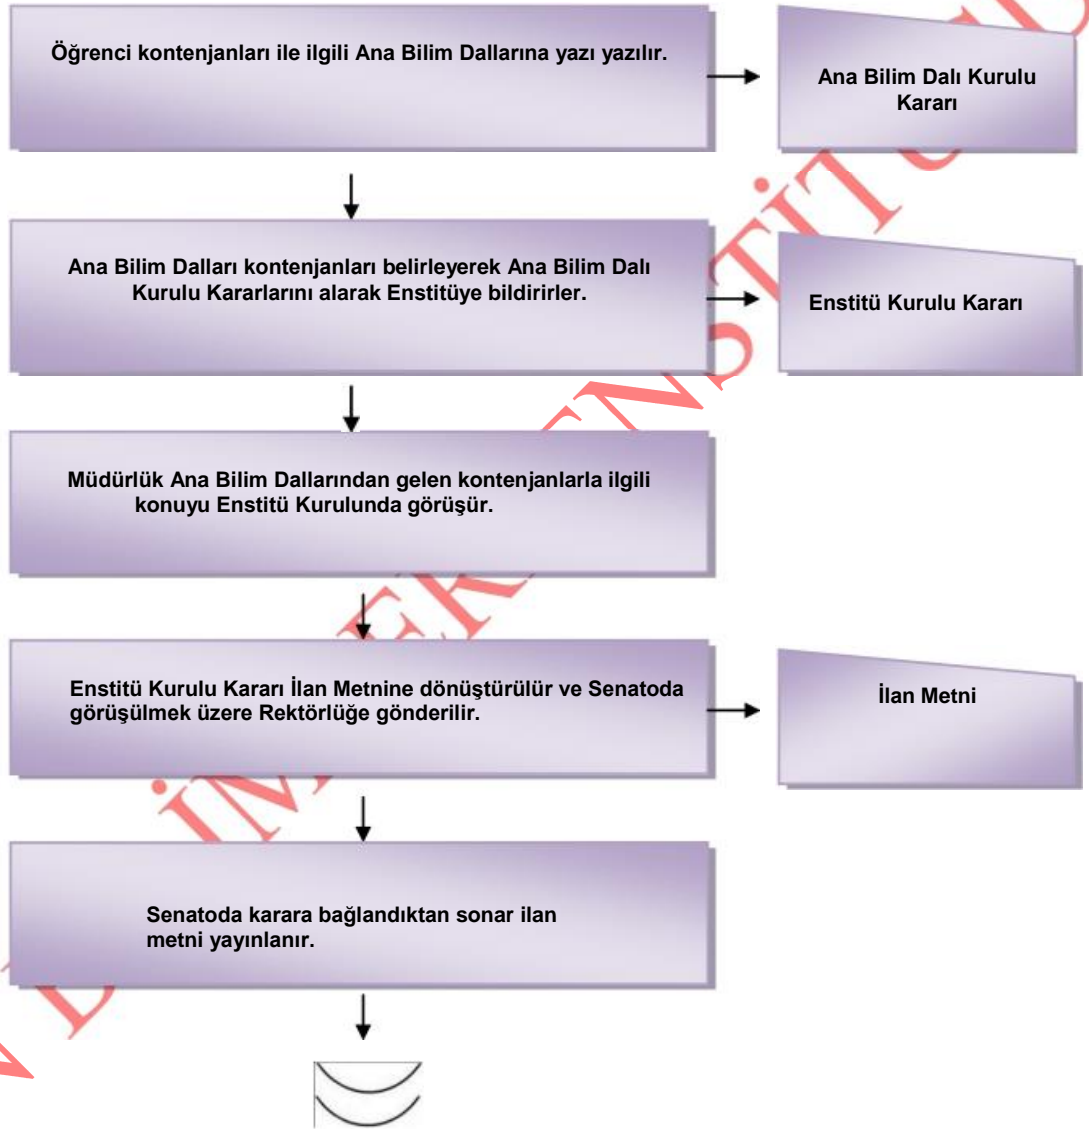 Öğrenci kontenjanları ile ilgili Ana Bilim Dallarına yazı yazılır.
Ana Bilim Dalı Kurulu
Kararı
Ana Bilim Dalları kontenjanları belirleyerek Ana Bilim Dalı
Kurulu Kararlarını alarak Enstitüye bildirirler.
Enstitü Kurulu Kararı
Müdürlük Ana Bilim Dallarından gelen kontenjanlarla ilgili
konuyu Enstitü Kurulunda görüşür.
Enstitü Kurulu Kararı İlan Metnine dönüştürülür ve Senatoda
görüşülmek üzere Rektörlüğe gönderilir.
İlan Metni
Senatoda karara bağlandıktan sonar ilan
metni yayınlanır.